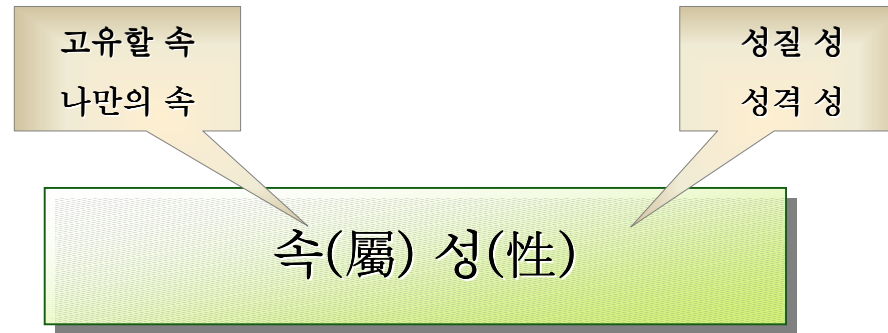 고유할 속
나만의 속
성질 성
성격 성
속(屬) 성(性)